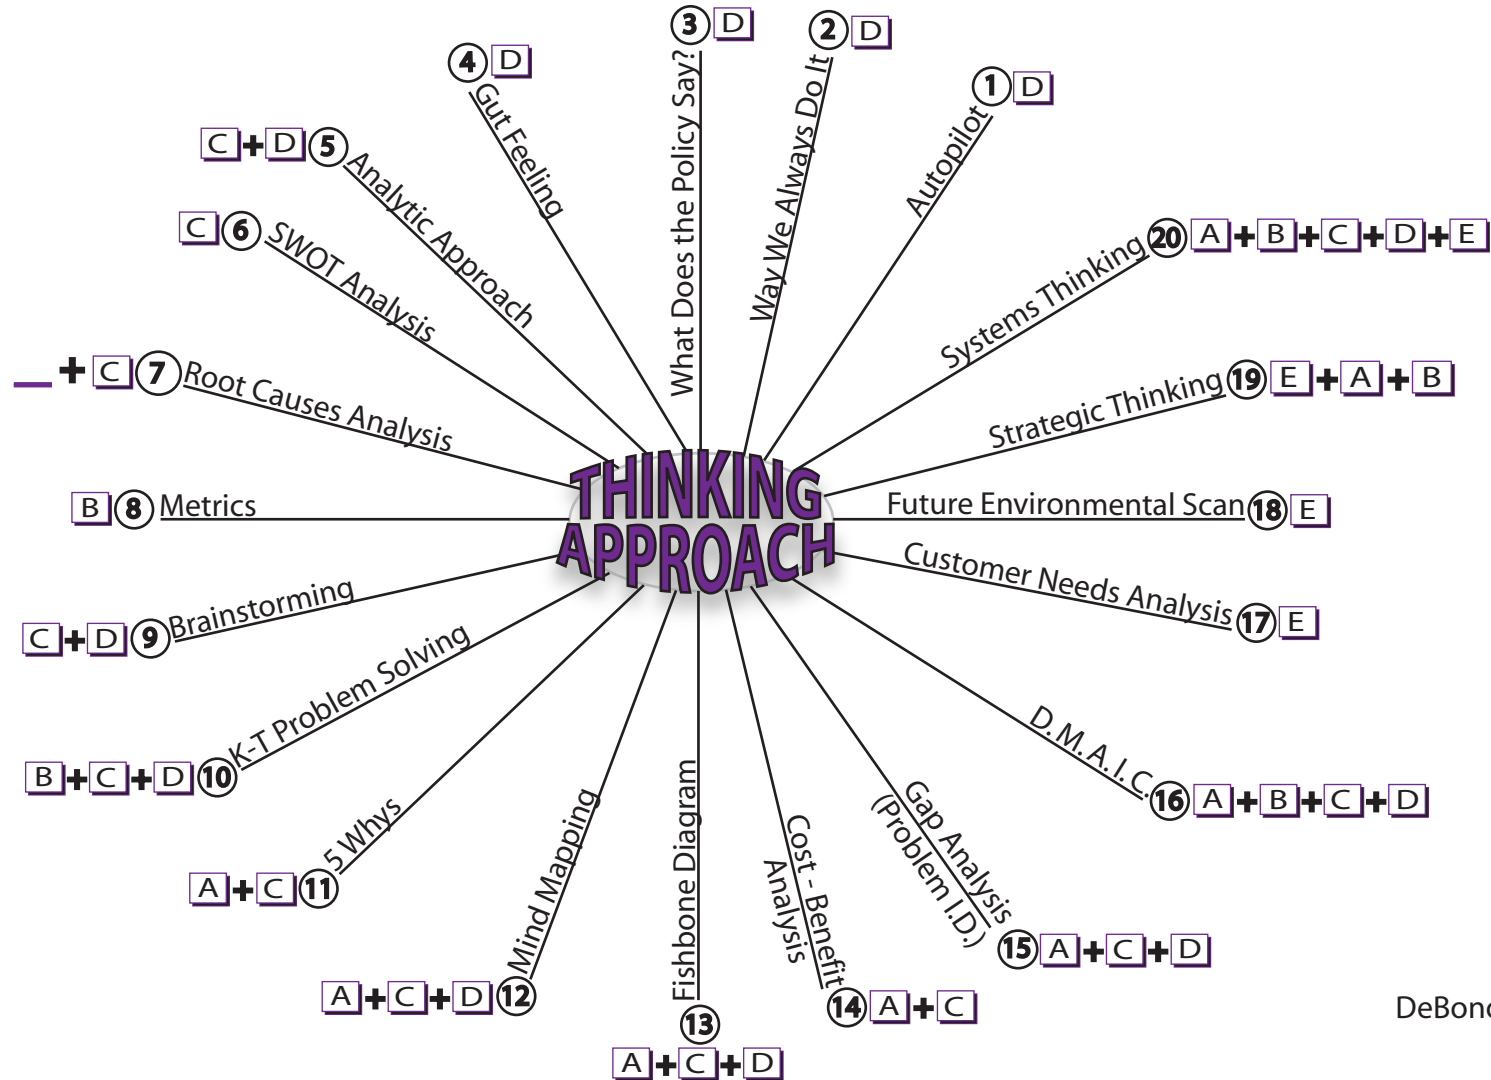 THINKING
APPROACH
1 D
Autopilot
2 D
Way We Always Do It
3 D
What Does the Policy Say?
4 D
Gut Feeling
C+D 5
Analytic Approach
C 6
SWOT Analysis
_ + C 7
Root Causes Analysis
B 8
Metrics
C+D 9
Brainstorming
B+C+D 10
K-T Problem Solving
A+C 11
5 Whys
A+C+D 12
Mind Mapping
Fishbone Diagram
13
A+C+D
Cost - Benefit
Analysis
14 A+C
Gap Analysis
(Problem I.D.)
15 A+C+D
D. M. A. I. C.
16 A+B+C+D
Customer Needs Analysis
17 E
Future Environmental Scan
18 E
Strategic Thinking
19 E+A+B
Systems Thinking
20 A+B+C+D+E